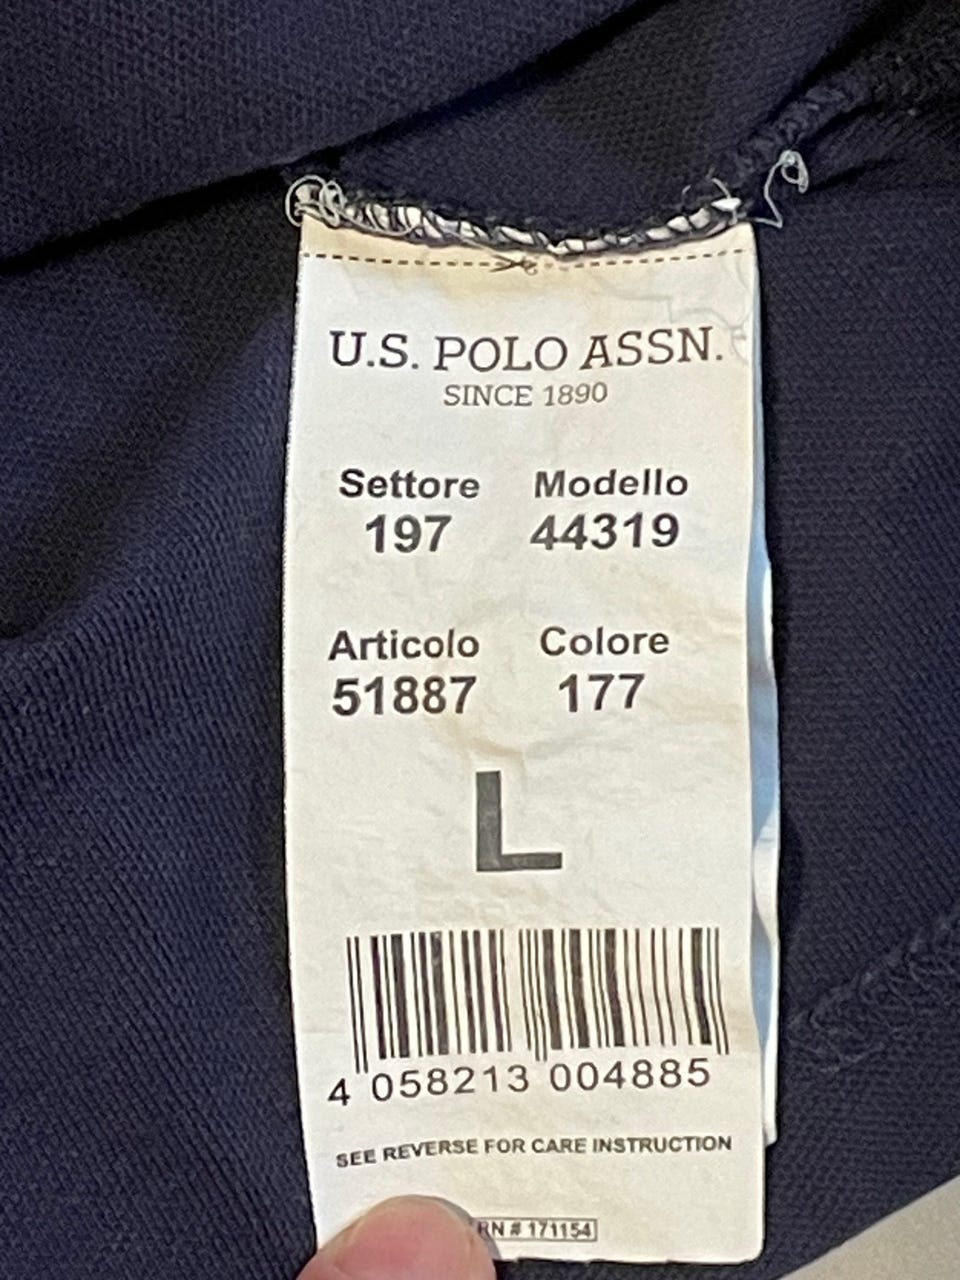 U.S. POLO ASSN.
SINCE 1890
Settore Modello
197 44319
Articolo Colore
51887 177
L
4 058213 004885
SEE REVERSE FOR CARE INSTRUCTION
RN # 171154